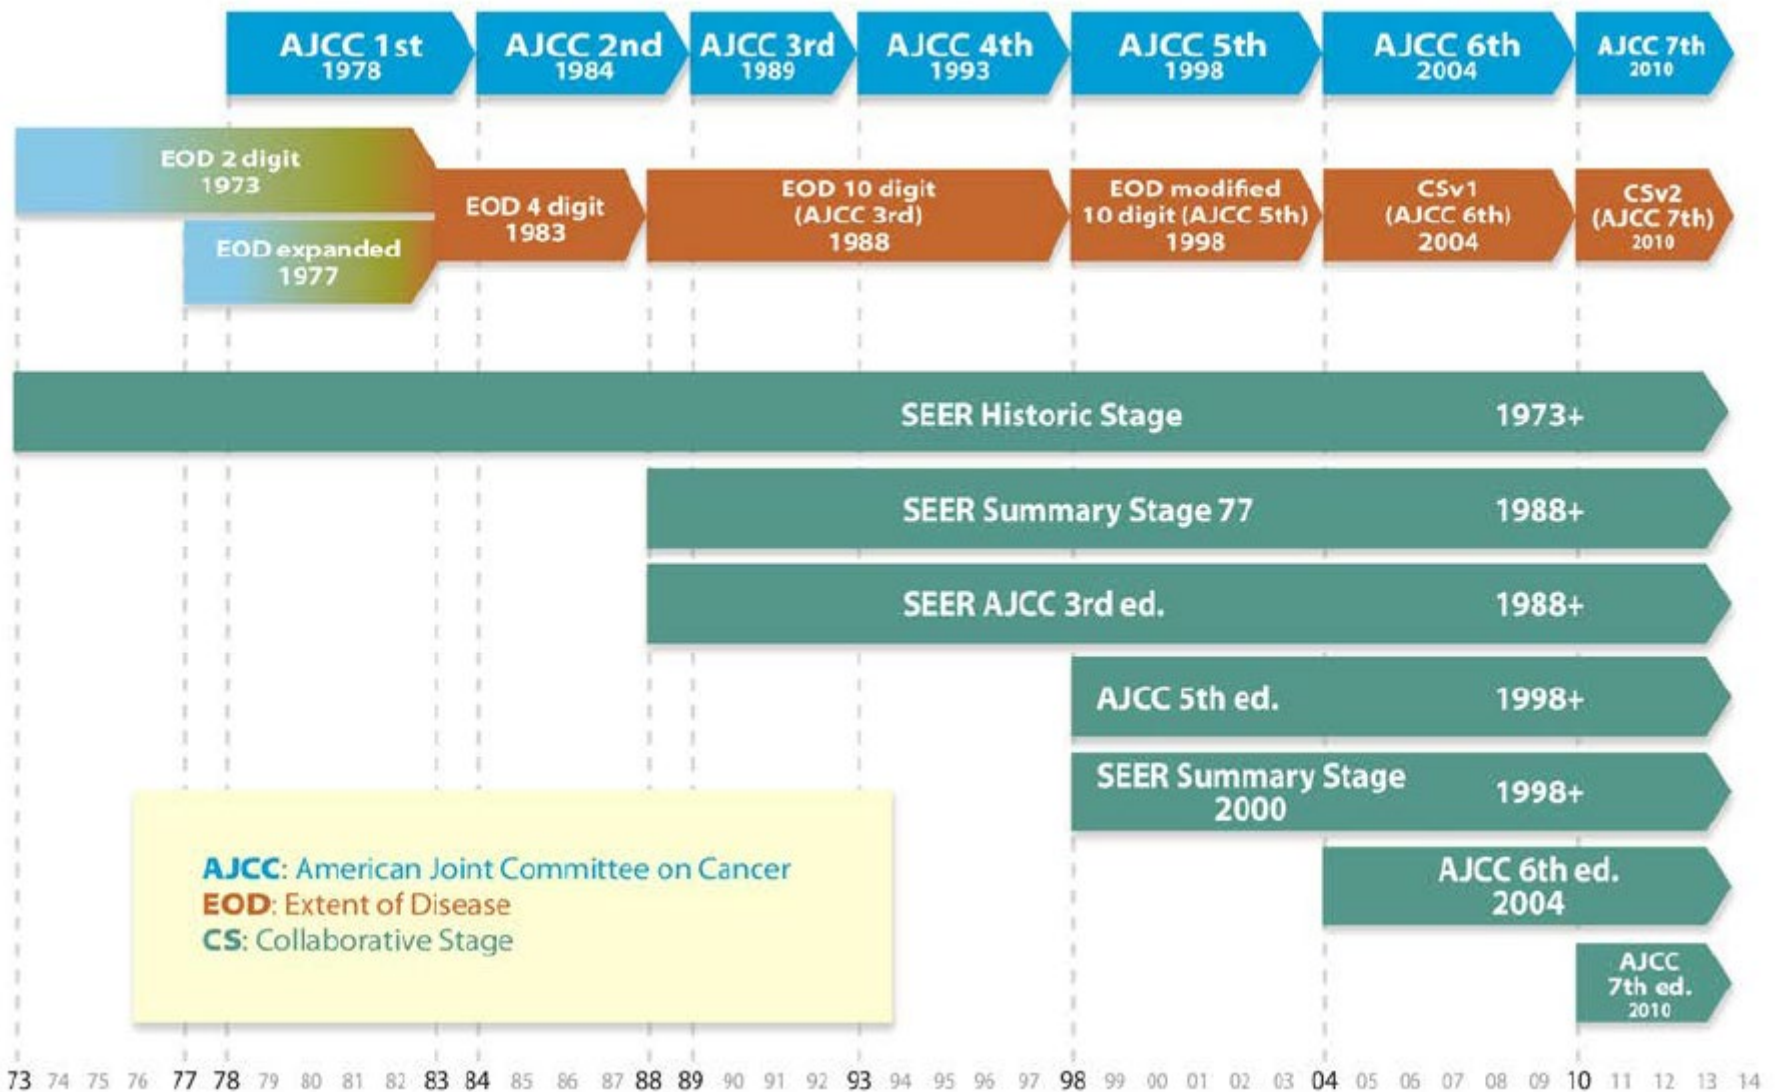 AJCC 1st
1978
AJCC 2nd
1984
AJCC 3rd
1989
AJCC 4th
1993
AJCC 5th
1998
AJCC 6th
2004
AJCC 7th
2010
EOD 2 digit
1973
EOD expanded
1977
EOD 4 digit
1983
EOD 10 digit
(AJCC 3rd)
1988
EOD modified
10 digit (AJCC 5th)
1998
CSv1
(AJCC 6th)
2004
CSv2
(AJCC 7th)
2010
SEER Historic Stage 1973+
SEER Summary Stage 77 1988+
SEER AJCC 3rd ed. 1988+
AJCC 5th ed. 1998+
SEER Summary Stage
2000
1998+
AJCC 6th ed.
2004
AJCC
7th ed.
2010
AJCC: American Joint Committee on Cancer
EOD: Extent of Disease
CS: Collaborative Stage
73 74 75 76 77 78 79 80 81 82 83 84 85 86 87 88 89 90 91 92 93 94 95 96 97 98 99 00 01 02 03 04 05 06 07 08 09 10 11 12 13 14